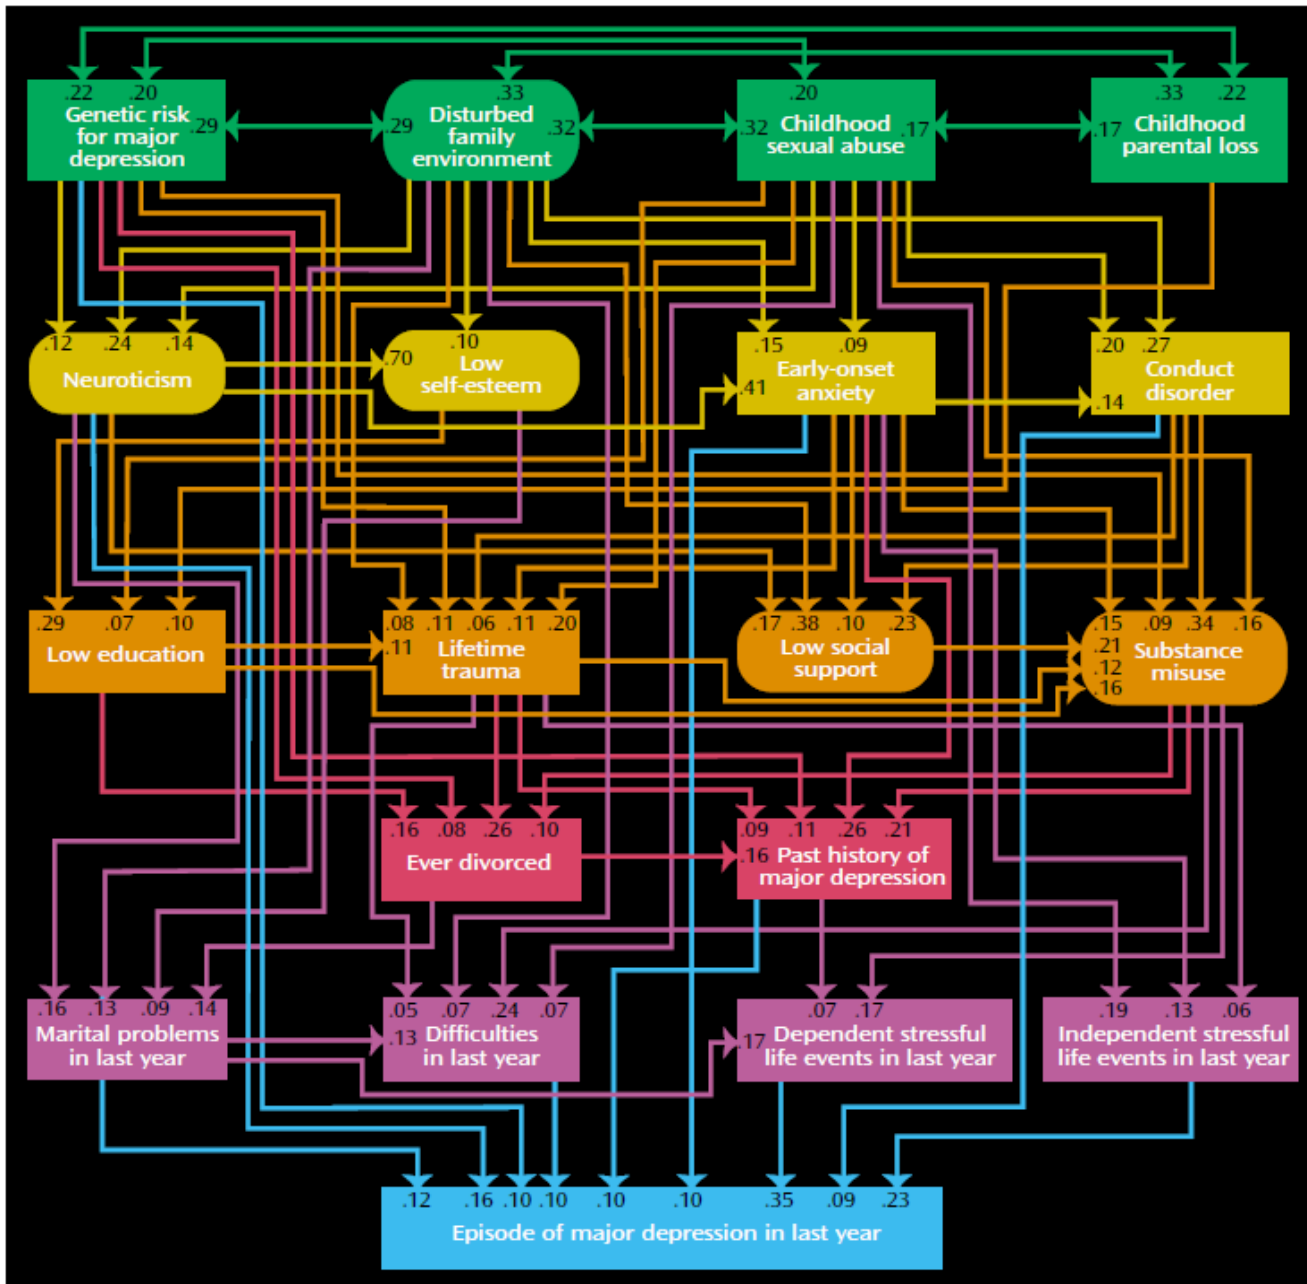 .22 .20 .33 .20 .33 .22
Genetic risk
for major
depression
.29
.29
Disturbed
family
environment
.32
.32
Childhood
sexual abuse
.17
.17
Childhood
parental loss
.12 .24 .14
Neuroticism
.10
.70
Low
self-esteem
.15 .09
.41
Early-onset
anxiety
.20 .27
.14
Conduct
disorder
.29 .07 .10
Low education
.08 .11 .06 .11 .20
.11
Lifetime
trauma
.17 .38 .10 .23
Low social
support
.15 .09 .34 .16
.21
.12
.16
Substance
misuse
.16 .08 .26 .10
Ever divorced
.09 .11 .26 .21
.16
Past history of
major depression
.16 .13 .09 .14
Marital problems
in last year
.05 .07 .24 .07
.13
Difficulties
in last year
.07 .17
.17
Dependent stressful
life events in last year
.19 .13 .06
Independent stressful
life events in last year
.12 .16 .10 .10 .10 .10 .35 .09 .23
Episode of major depression in last year